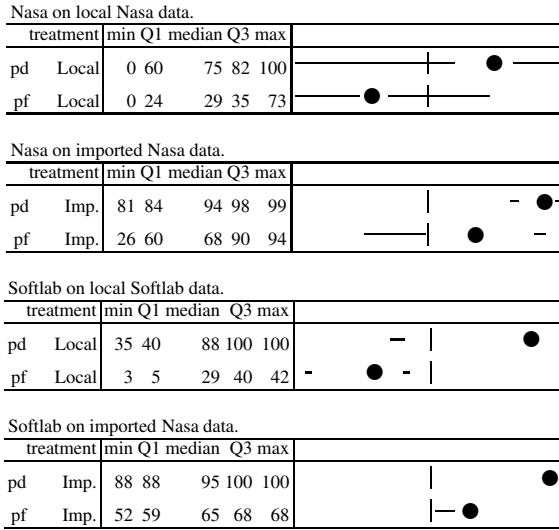 Nasa on local Nasa data.
treatment min Q1 median Q3 max
pd Local 0 60 75 82 100
pf Local 0 24 29 35 73
Nasa on imported Nasa data.
treatment min Q1 median Q3 max
pd Imp. 81 84 94 98 99
pf Imp. 26 60 68 90 94
Softlab on local Softlab data.
treatment min Q1 median Q3 max
pd Local 35 40 88 100 100
pf Local 3 5 29 40 42
Softlab on imported Nasa data.
treatment min Q1 median Q3 max
pd Imp. 88 88 95 100 100
pf Imp. 52 59 65 68 68